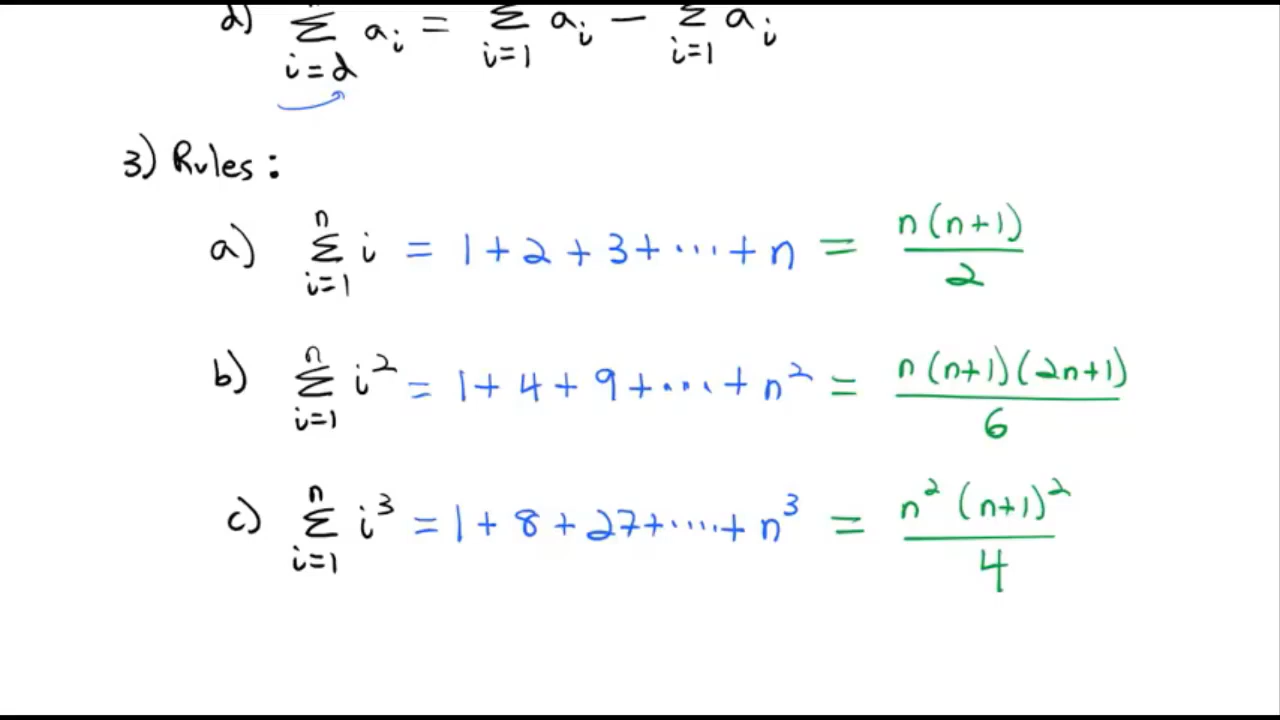 d) Σ i=2 aᵢ = Σ i=1 aᵢ − Σ i=1 aᵢ
3) Rules:
a) n Σ i=1 i = 1 + 2 + 3 + ··· + n = n(n+1)/2
b) n Σ i=1 i² = 1 + 4 + 9 + ··· + n² = n(n+1)(2n+1)/6
c) n Σ i=1 i³ = 1 + 8 + 27 + ···· + n³ = n²(n+1)²/4